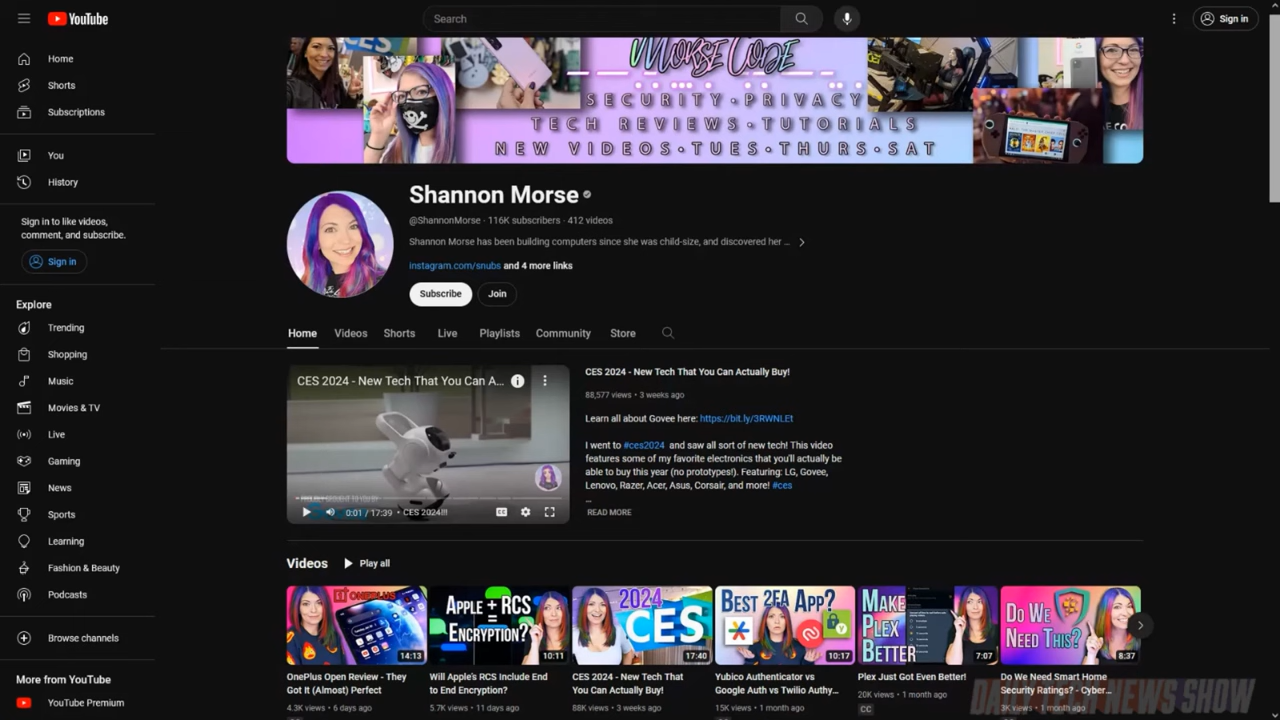 YouTube
Search
Sign in
Home
Shorts
Subscriptions
You
History
Sign in to like videos,
comment, and subscribe.
Sign in
Explore
Trending
Shopping
Music
Movies & TV
Live
Gaming
News
Sports
Learning
Fashion & Beauty
Podcasts
Browse channels
More from YouTube
YouTube Premium
CES
MORSE CODE
SECURITY • PRIVACY
TECH REVIEWS • TUTORIALS
NEW VIDEOS • TUES • THURS • SAT
Shannon Morse
@ShannonMorse · 116K subscribers · 412 videos
Shannon Morse has been building computers since she was child-size, and discovered her ...
instagram.com/snubs and 4 more links
Subscribe
Join
Home
Videos
Shorts
Live
Playlists
Community
Store
CES 2024 - New Tech That You Can A...
0:01 / 17:39 • CES 2024!!!
CES 2024 - New Tech That You Can Actually Buy!
88,577 views • 3 weeks ago
Learn all about Govee here: https://bit.ly/3RWNLEt
I went to #ces2024 and saw all sort of new tech! This video
features some of my favorite electronics that you'll actually be
able to buy this year (no prototypes!). Featuring: LG, Govee,
Lenovo, Razer, Acer, Asus, Corsair, and more! #ces
...
READ MORE
Videos
Play all
ONEPLUS
14:13
OnePlus Open Review - They
Got It (Almost) Perfect
4.3K views • 6 days ago
APPLE + RCS
= ENCRYPTION?
10:11
Will Apple's RCS Include End
to End Encryption?
5.7K views • 11 days ago
2024
CES
17:40
CES 2024 - New Tech That
You Can Actually Buy!
88K views • 3 weeks ago
BEST 2FA APP?
10:17
Yubico Authenticator vs
Google Auth vs Twilio Authy...
15K views • 1 month ago
MAKE
PLEX
BETTER
7:07
Plex Just Got Even Better!
20K views • 1 month ago
CC
DO WE
NEED THIS?
8:37
Do We Need Smart Home
Security Ratings? - Cyber...
3K views • 1 month ago
DAILY TECH NEWS SHOW